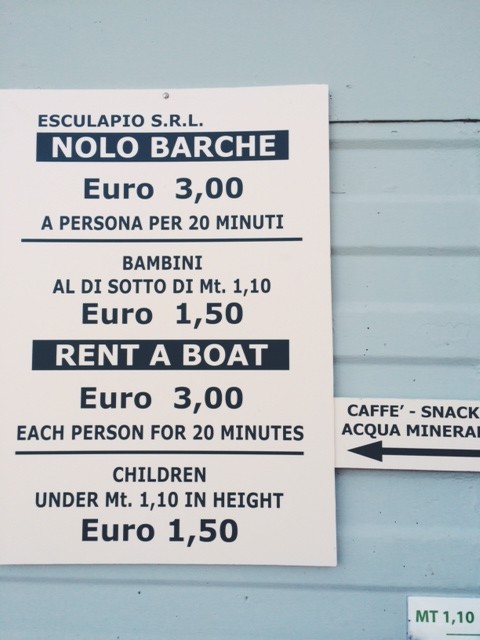 ESCULAPIO S.R.L.
NOLO BARCHE
Euro 3,00
A PERSONA PER 20 MINUTI
BAMBINI
AL DI SOTTO DI Mt. 1,10
Euro 1,50
RENT A BOAT
Euro 3,00
EACH PERSON FOR 20 MINUTES
CHILDREN
UNDER Mt. 1,10 IN HEIGHT
Euro 1,50
CAFFE' - SNACK
ACQUA MINERAL
MT 1,10